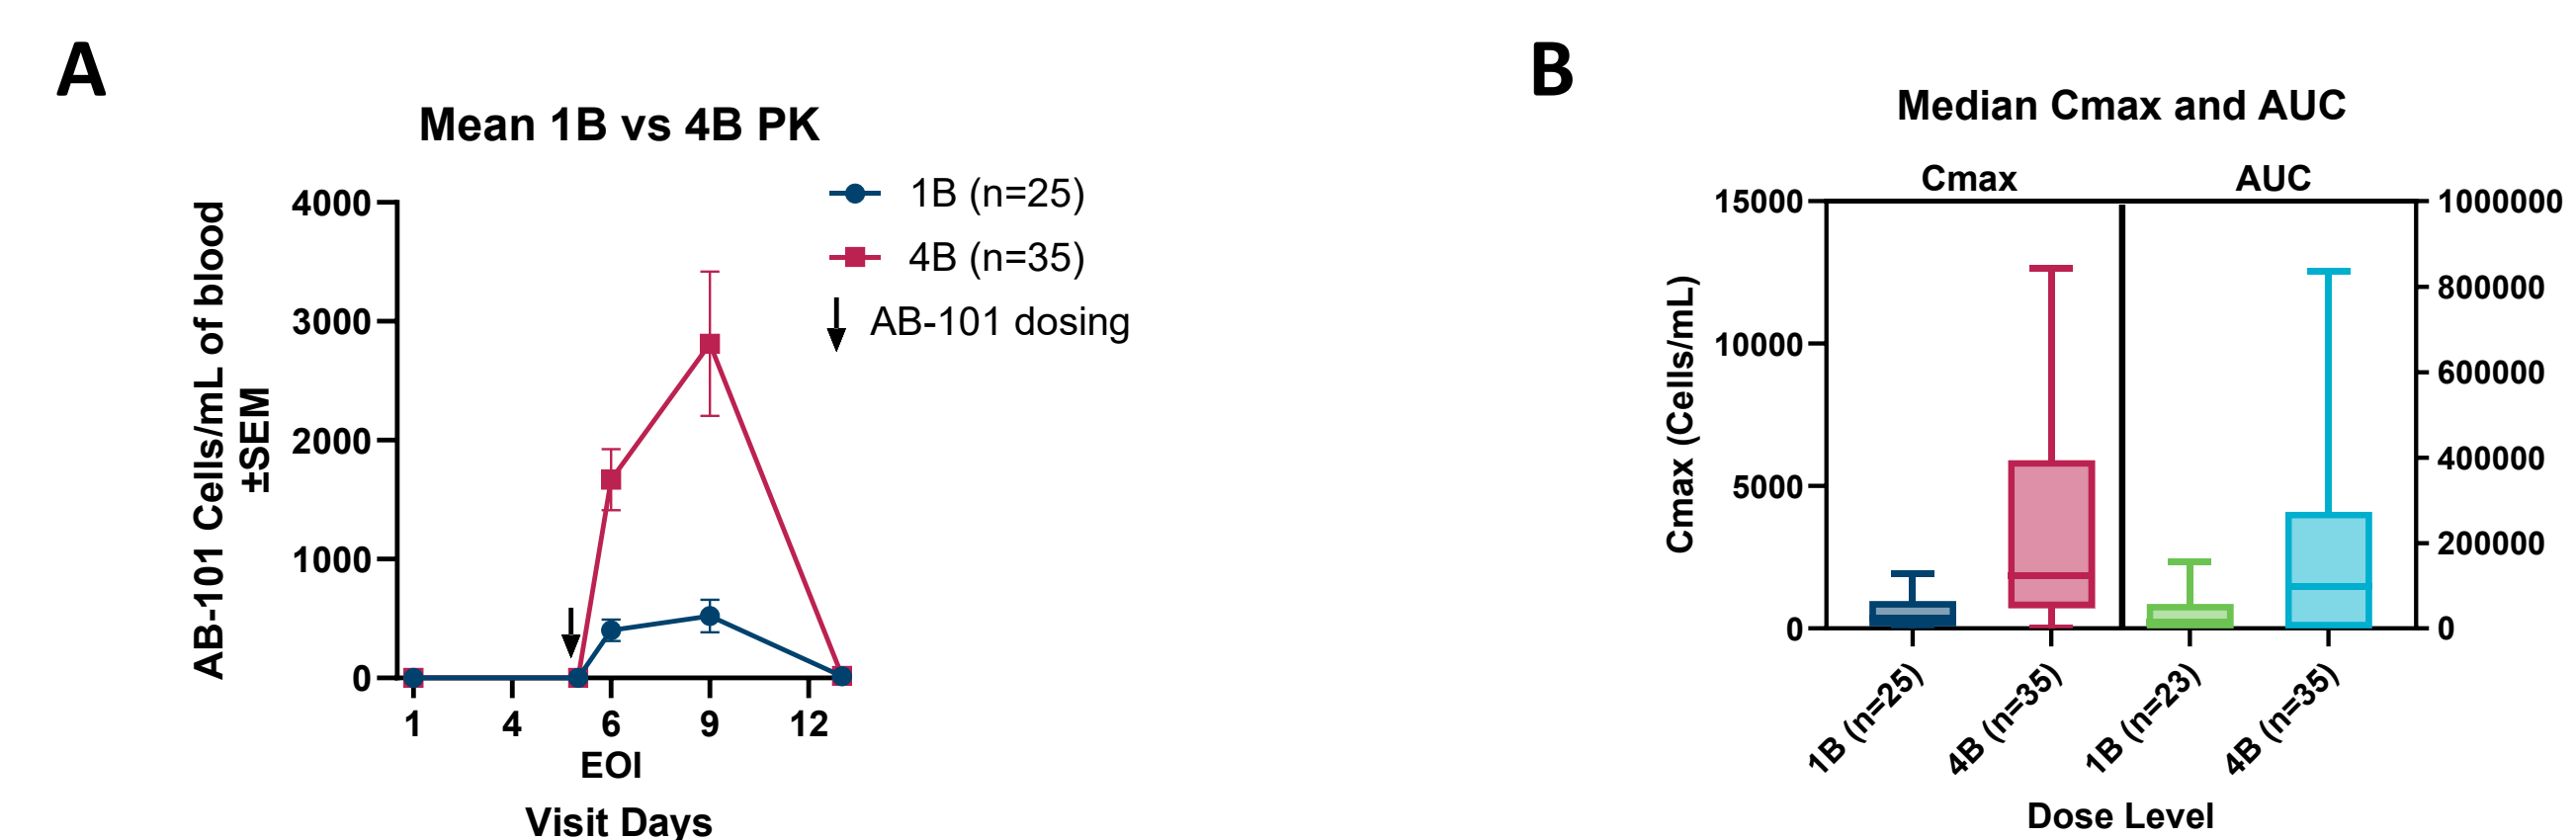 A
Mean 1B vs 4B PK
1B (n=25)
4B (n=35)
AB-101 dosing
AB-101 Cells/mL of blood
±SEM
4000
3000
2000
1000
0
1 4 6 9 12
EOI
Visit Days
B
Median Cmax and AUC
Cmax AUC
Cmax (Cells/mL)
15000
10000
5000
0
1000000
800000
600000
400000
200000
0
1B (n=25)
4B (n=35)
1B (n=23)
4B (n=35)
Dose Level